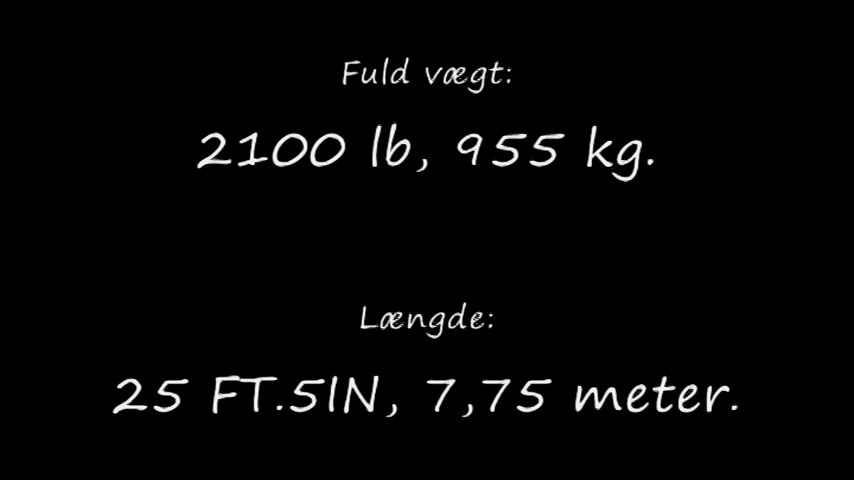 Fuld vægt:
2100 lb, 955 kg.
Længde:
25 FT.5IN, 7,75 meter.